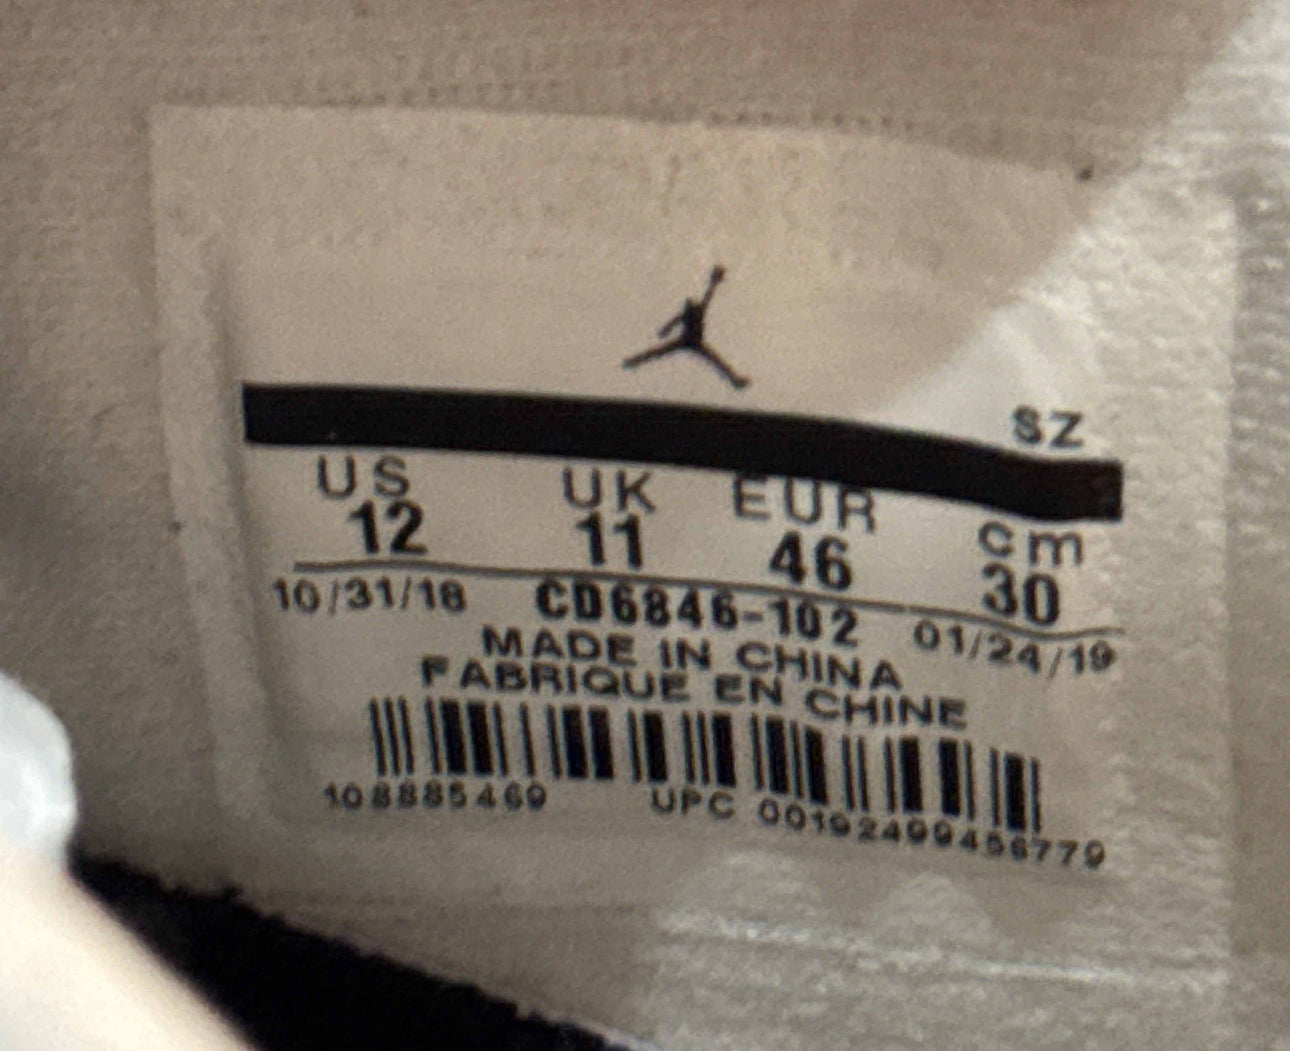 SZ
US UK EUR cm
12 11 46 30
10/31/18 CD6846-102 01/24/19
MADE IN CHINA
FABRIQUE EN CHINE
108885469 UPC 00192499456779